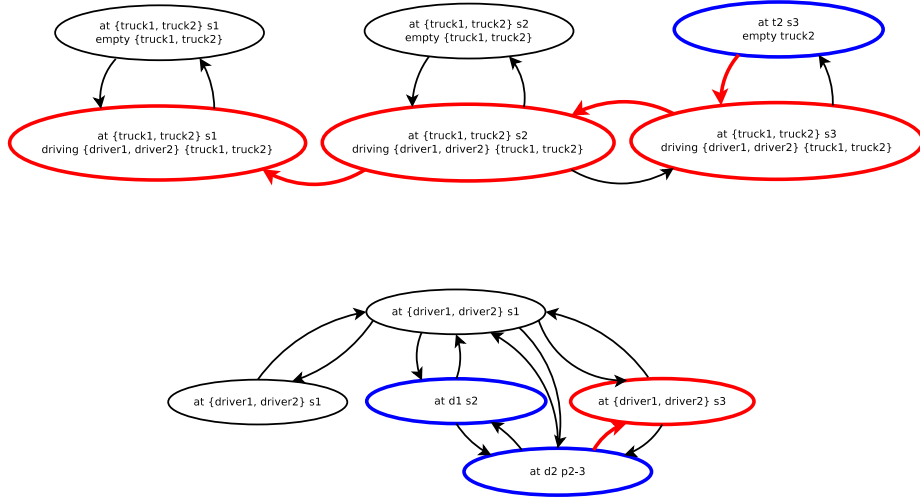 at {truck1, truck2} s1
empty {truck1, truck2}
at {truck1, truck2} s2
empty {truck1, truck2}
at t2 s3
empty truck2
at {truck1, truck2} s1
driving {driver1, driver2} {truck1, truck2}
at {truck1, truck2} s2
driving {driver1, driver2} {truck1, truck2}
at {truck1, truck2} s3
driving {driver1, driver2} {truck1, truck2}
at {driver1, driver2} s1
at {driver1, driver2} s1
at d1 s2
at {driver1, driver2} s3
at d2 p2-3